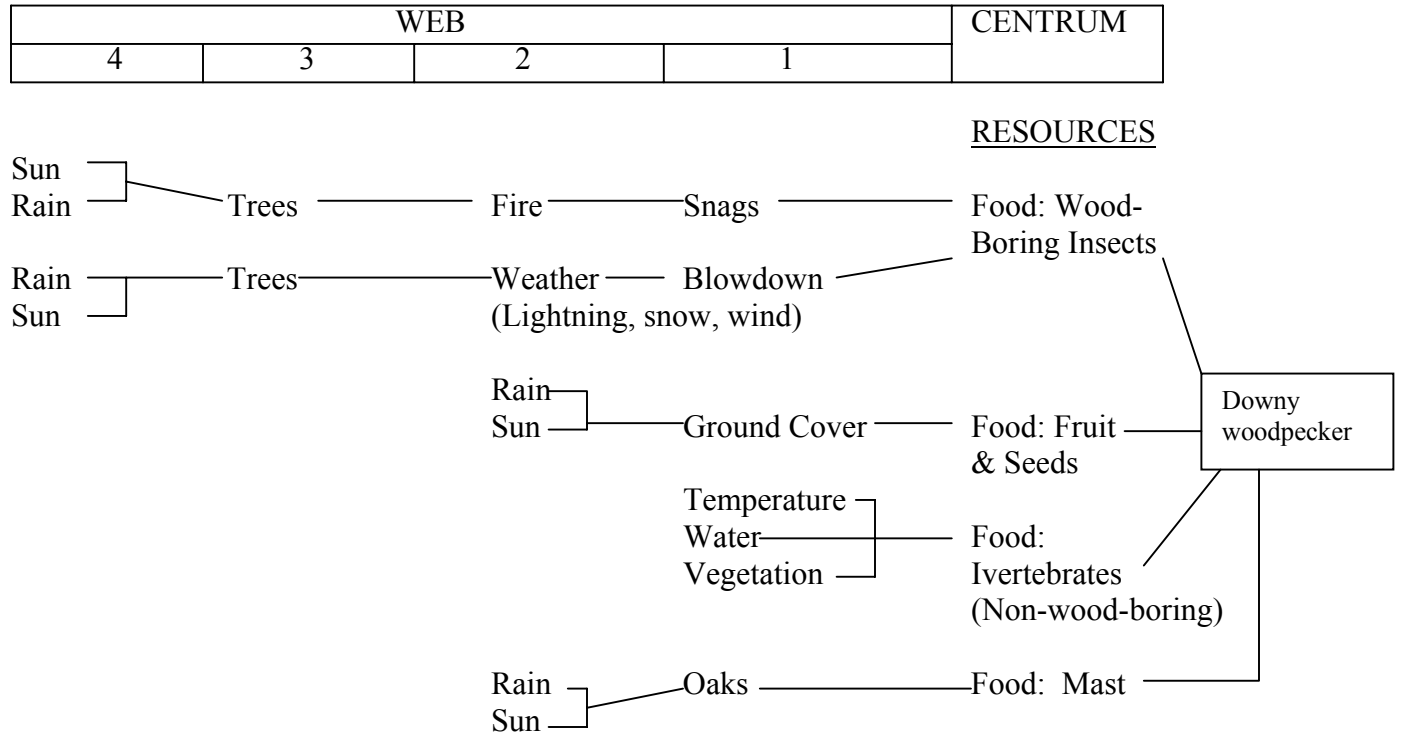 WEB CENTRUM
4 3 2 1
RESOURCES
Sun
Rain Trees Fire Snags Food: Wood-
Boring Insects
Rain Trees Weather Blowdown
Sun (Lightning, snow, wind)
Rain
Sun Ground Cover Food: Fruit
& Seeds
Downy
woodpecker
Temperature
Water Food:
Vegetation Ivertebrates
(Non-wood-boring)
Rain Oaks Food: Mast
Sun